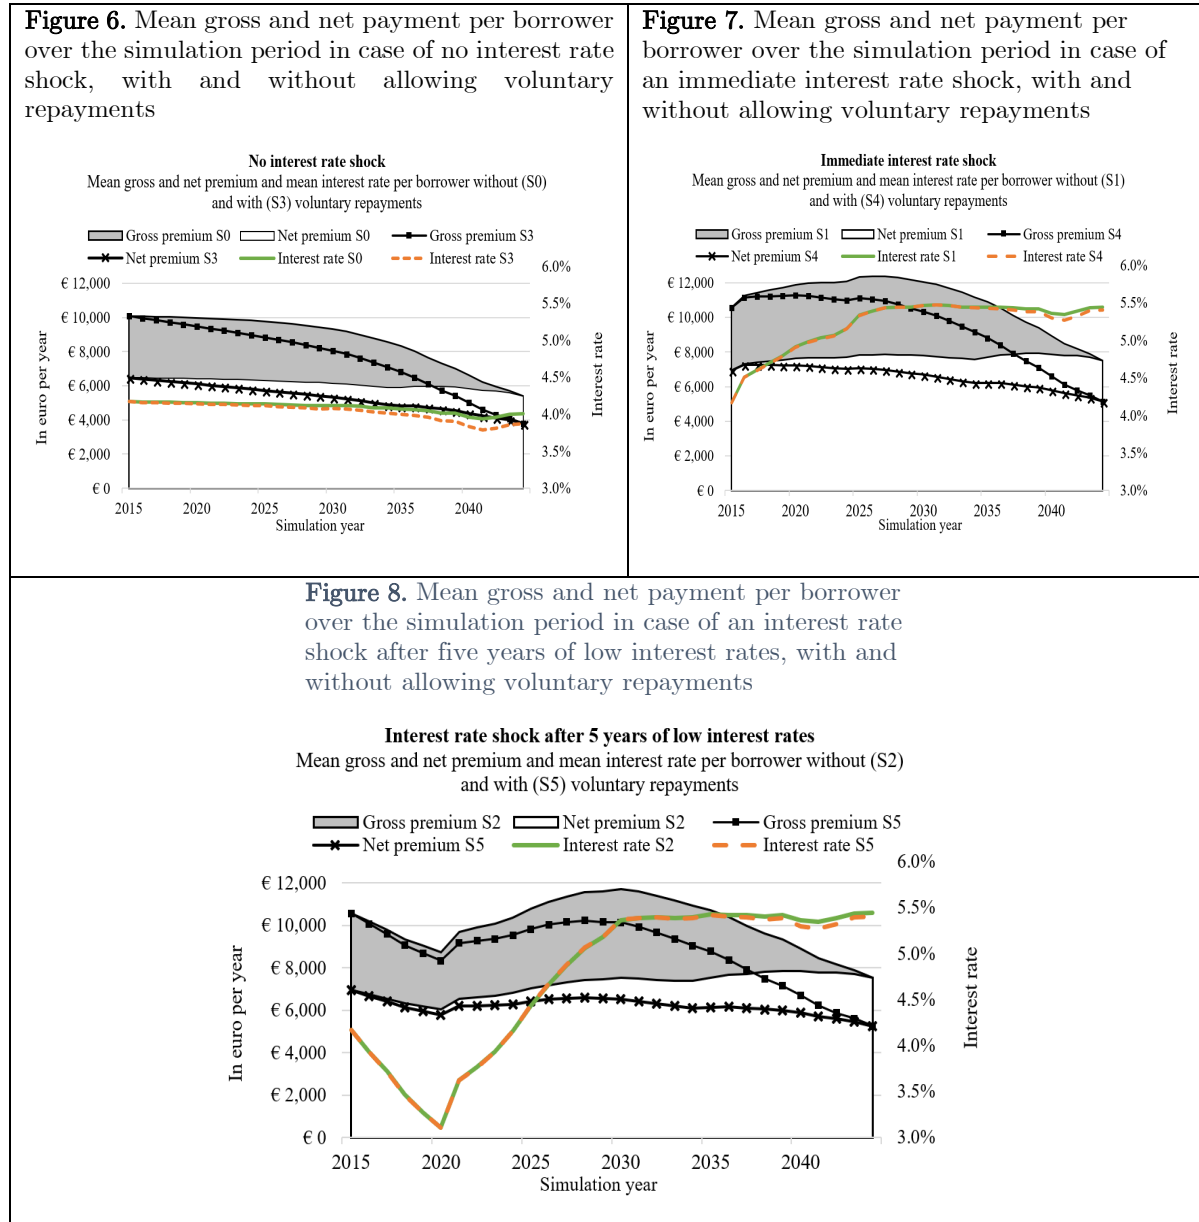 Figure 6. Mean gross and net payment per borrower
over the simulation period in case of no interest rate
shock, with and without allowing voluntary
repayments
No interest rate shock
Mean gross and net premium and mean interest rate per borrower without (S0)
and with (S3) voluntary repayments
Gross premium S0 Net premium S0 Gross premium S3
Net premium S3 Interest rate S0 Interest rate S3
In euro per year
€ 12,000
€ 10,000
€ 8,000
€ 6,000
€ 4,000
€ 2,000
€ 0
6.0%
5.5%
5.0%
4.5%
4.0%
3.5%
3.0%
Interest rate
2015 2020 2025 2030 2035 2040
Simulation year
Figure 7. Mean gross and net payment per
borrower over the simulation period in case of
an immediate interest rate shock, with and
without allowing voluntary repayments
Immediate interest rate shock
Mean gross and net premium and mean interest rate per borrower without (S1)
and with (S4) voluntary repayments
Gross premium S1 Net premium S1 Gross premium S4
Net premium S4 Interest rate S1 Interest rate S4
In euro per year
€ 12,000
€ 10,000
€ 8,000
€ 6,000
€ 4,000
€ 2,000
€ 0
6.0%
5.5%
5.0%
4.5%
4.0%
3.5%
3.0%
Interest rate
2015 2020 2025 2030 2035 2040
Simulation year
Figure 8. Mean gross and net payment per borrower
over the simulation period in case of an interest rate
shock after five years of low interest rates, with and
without allowing voluntary repayments
Interest rate shock after 5 years of low interest rates
Mean gross and net premium and mean interest rate per borrower without (S2)
and with (S5) voluntary repayments
Gross premium S2 Net premium S2 Gross premium S5
Net premium S5 Interest rate S2 Interest rate S5
In euro per year
€ 12,000
€ 10,000
€ 8,000
€ 6,000
€ 4,000
€ 2,000
€ 0
6.0%
5.5%
5.0%
4.5%
4.0%
3.5%
3.0%
Interest rate
2015 2020 2025 2030 2035 2040
Simulation year